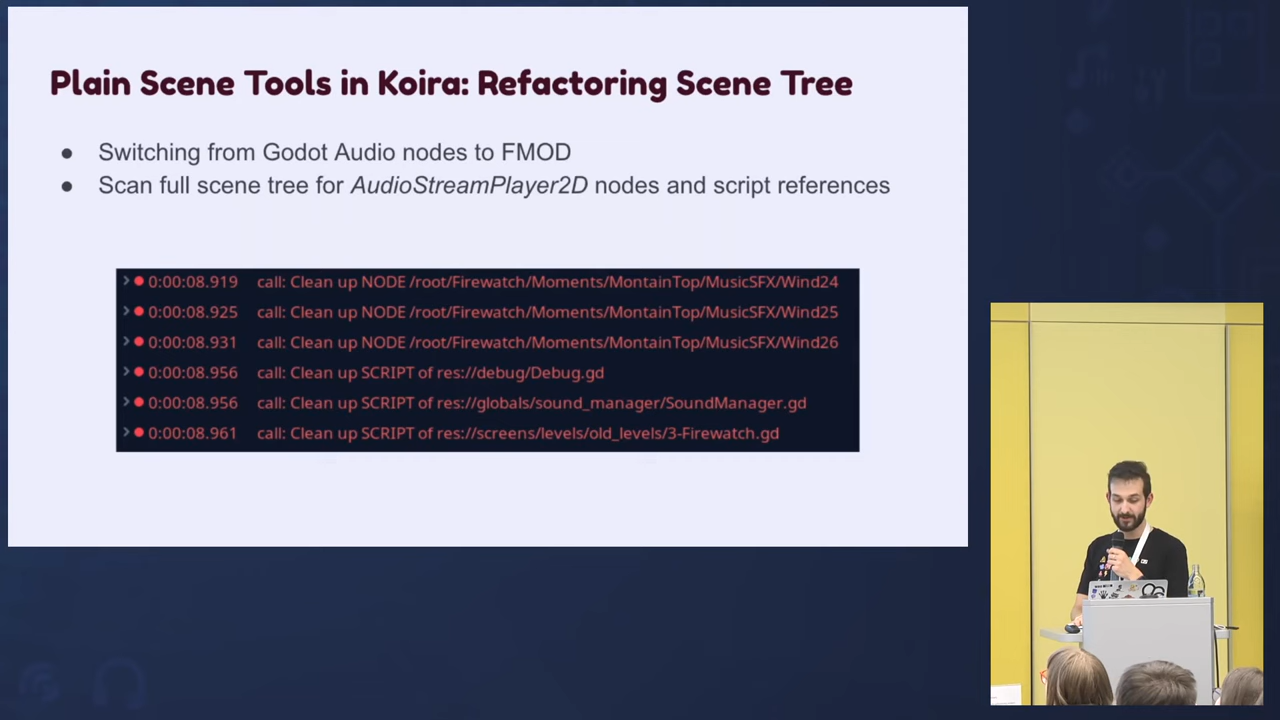 Plain Scene Tools in Koira: Refactoring Scene Tree
● Switching from Godot Audio nodes to FMOD
● Scan full scene tree for AudioStreamPlayer2D nodes and script references
0:00:08.919 call: Clean up NODE /root/Firewatch/Moments/MontainTop/MusicSFX/Wind24
0:00:08.925 call: Clean up NODE /root/Firewatch/Moments/MontainTop/MusicSFX/Wind25
0:00:08.931 call: Clean up NODE /root/Firewatch/Moments/MontainTop/MusicSFX/Wind26
0:00:08.956 call: Clean up SCRIPT of res://debug/Debug.gd
0:00:08.956 call: Clean up SCRIPT of res://globals/sound_manager/SoundManager.gd
0:00:08.961 call: Clean up SCRIPT of res://screens/levels/old_levels/3-Firewatch.gd